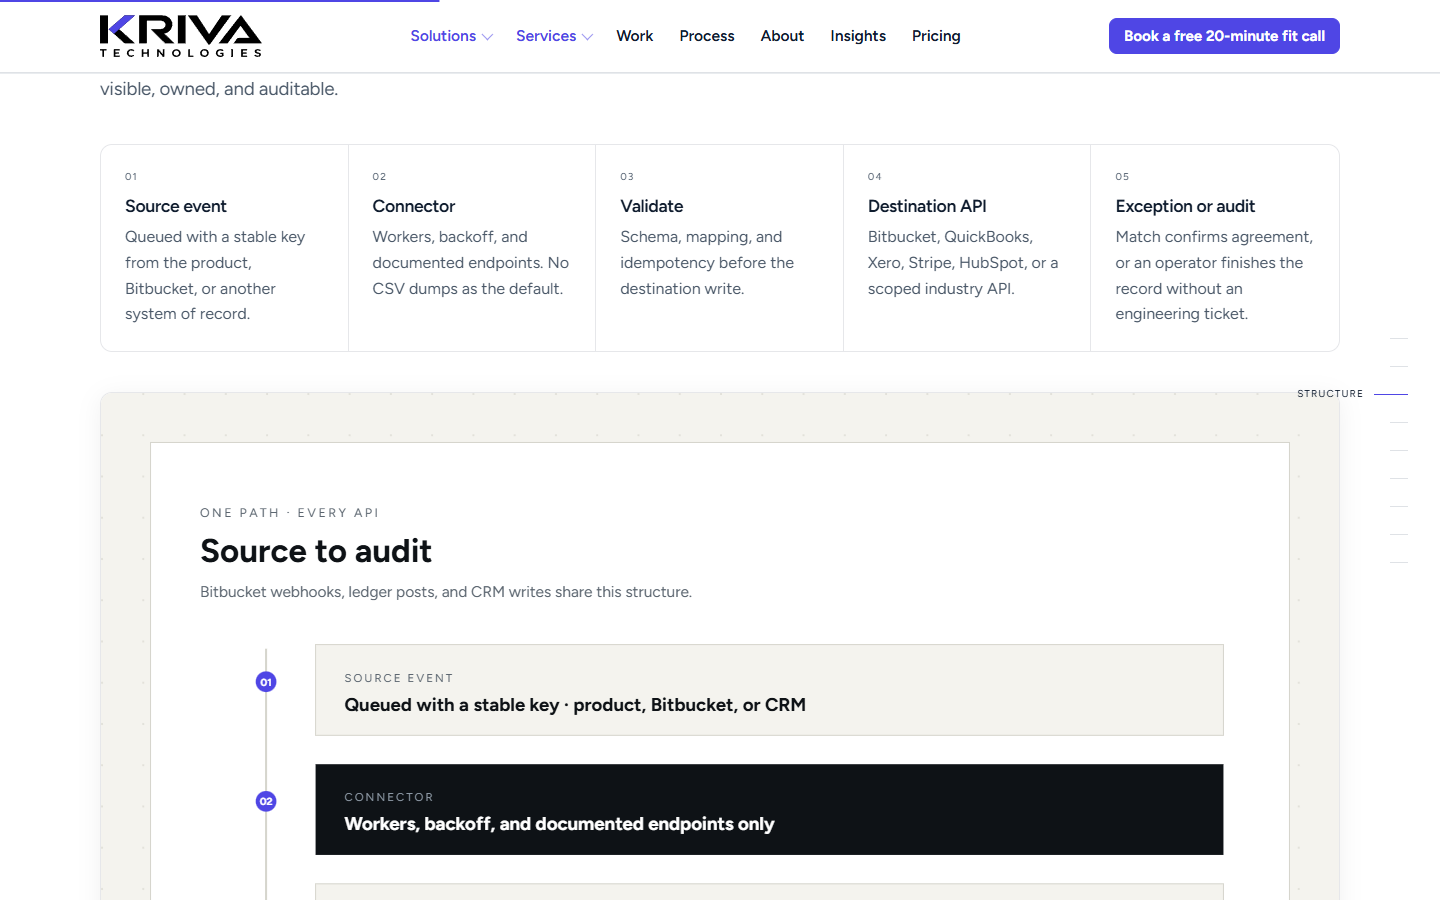 KRIVA
TECHNOLOGIES
Solutions
Services
Work
Process
About
Insights
Pricing
Book a free 20-minute fit call
visible, owned, and auditable.
01
Source event
Queued with a stable key
from the product,
Bitbucket, or another
system of record.
02
Connector
Workers, backoff, and
documented endpoints. No
CSV dumps as the default.
03
Validate
Schema, mapping, and
idempotency before the
destination write.
04
Destination API
Bitbucket, QuickBooks,
Xero, Stripe, HubSpot, or a
scoped industry API.
05
Exception or audit
Match confirms agreement,
or an operator finishes the
record without an
engineering ticket.
STRUCTURE
ONE PATH · EVERY API
Source to audit
Bitbucket webhooks, ledger posts, and CRM writes share this structure.
01
SOURCE EVENT
Queued with a stable key · product, Bitbucket, or CRM
02
CONNECTOR
Workers, backoff, and documented endpoints only